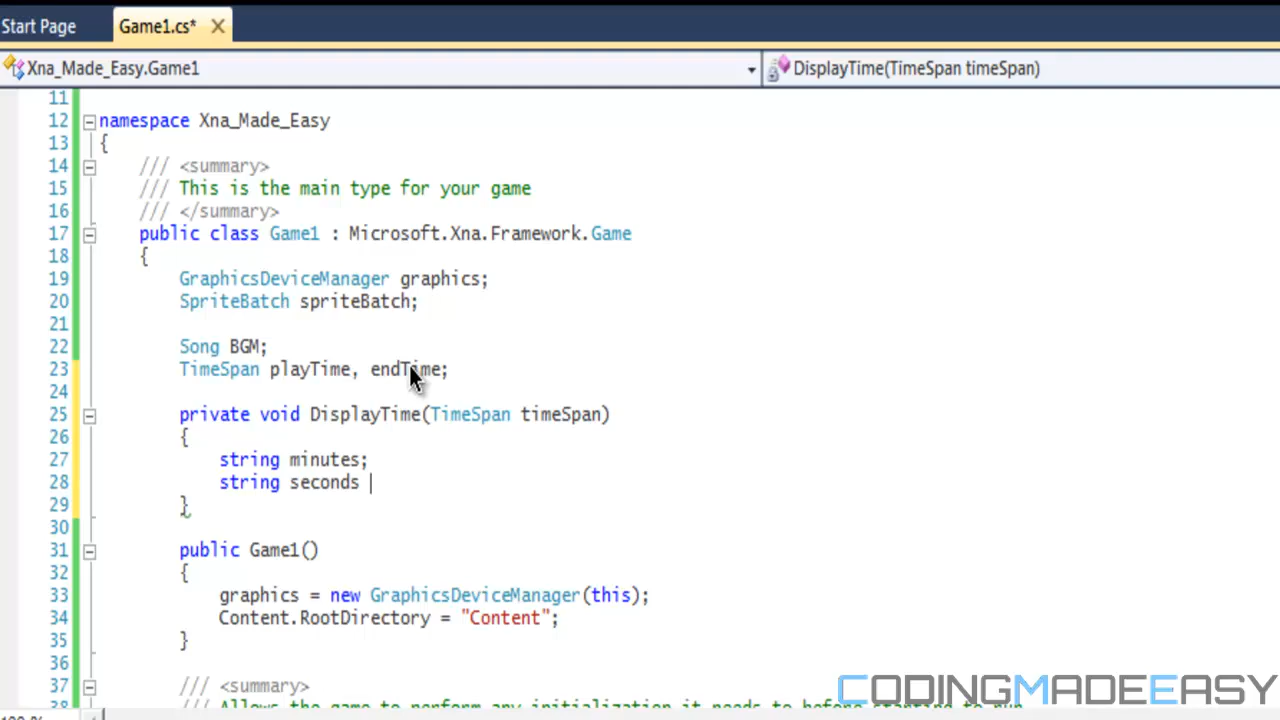 Start Page Game1.cs* X
Xna_Made_Easy.Game1 DisplayTime(TimeSpan timeSpan)
11
12 namespace Xna_Made_Easy
13 {
14 /// <summary>
15 /// This is the main type for your game
16 /// </summary>
17 public class Game1 : Microsoft.Xna.Framework.Game
18 {
19 GraphicsDeviceManager graphics;
20 SpriteBatch spriteBatch;
21
22 Song BGM;
23 TimeSpan playTime, endTime;
24
25 private void DisplayTime(TimeSpan timeSpan)
26 {
27 string minutes;
28 string seconds
29 }
30
31 public Game1()
32 {
33 graphics = new GraphicsDeviceManager(this);
34 Content.RootDirectory = "Content";
35 }
36
37 /// <summary>
38 /// Allows the game to perform any initialization it needs to before starting to run
CODINGMADEEASY